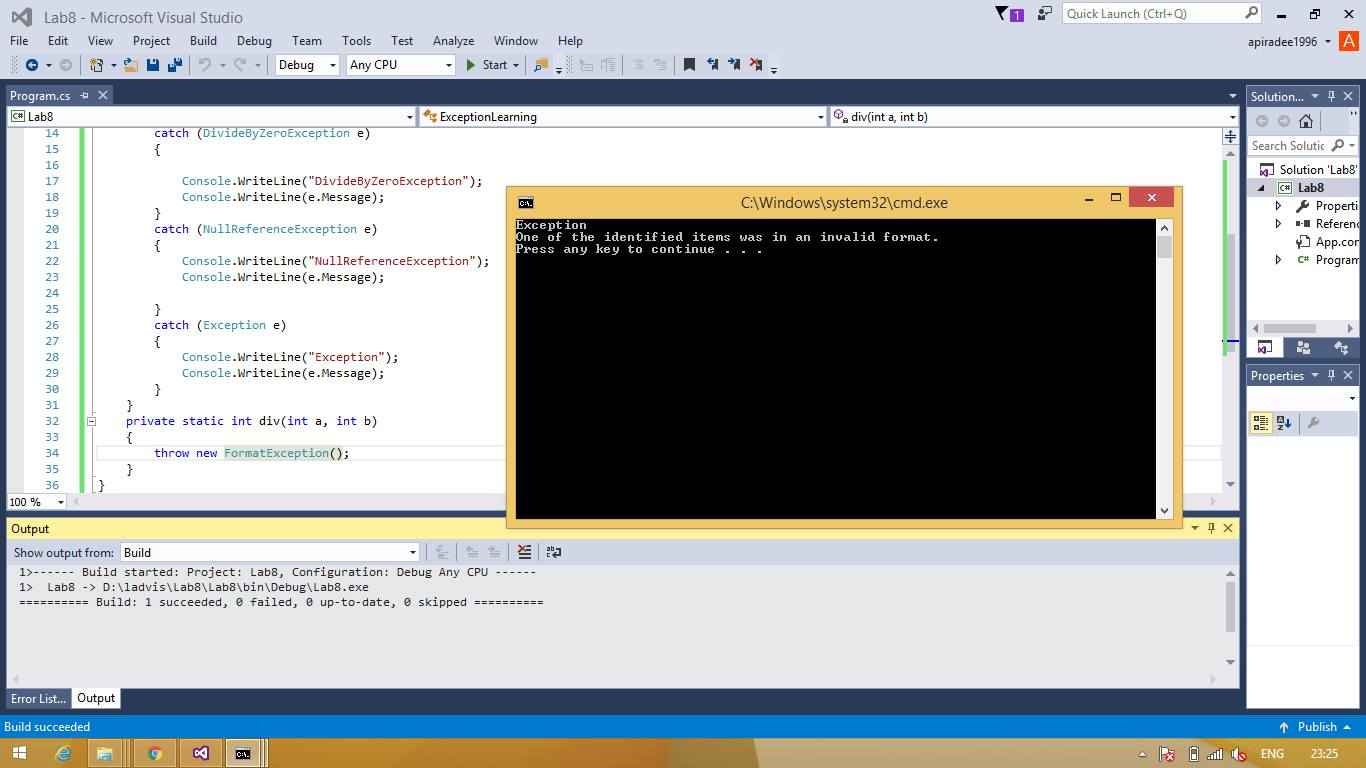 Lab8 - Microsoft Visual Studio
1
Quick Launch (Ctrl+Q)
File Edit View Project Build Debug Team Tools Test Analyze Window Help
apiradee1996
A
Debug
Any CPU
Start
Program.cs
C# Lab8
ExceptionLearning
div(int a, int b)
14 catch (DivideByZeroException e)
15 {
16
17 Console.WriteLine("DivideByZeroException");
18 Console.WriteLine(e.Message);
19 }
20 catch (NullReferenceException e)
21 {
22 Console.WriteLine("NullReferenceException");
23 Console.WriteLine(e.Message);
24
25 }
26 catch (Exception e)
27 {
28 Console.WriteLine("Exception");
29 Console.WriteLine(e.Message);
30 }
31 }
32 private static int div(int a, int b)
33 {
34 throw new FormatException();
35 }
36 }
100 %
C:\Windows\system32\cmd.exe
Exception
One of the identified items was in an invalid format.
Press any key to continue . . .
Solution...
Search Solutic
Solution 'Lab8'
C# Lab8
Properti
Referenc
App.con
C# Program
Properties
Output
Show output from: Build
1>------ Build started: Project: Lab8, Configuration: Debug Any CPU ------
1> Lab8 -> D:\ladvis\Lab8\Lab8\bin\Debug\Lab8.exe
========== Build: 1 succeeded, 0 failed, 0 up-to-date, 0 skipped ==========
Error List... Output
Build succeeded
Publish
ENG 23:25